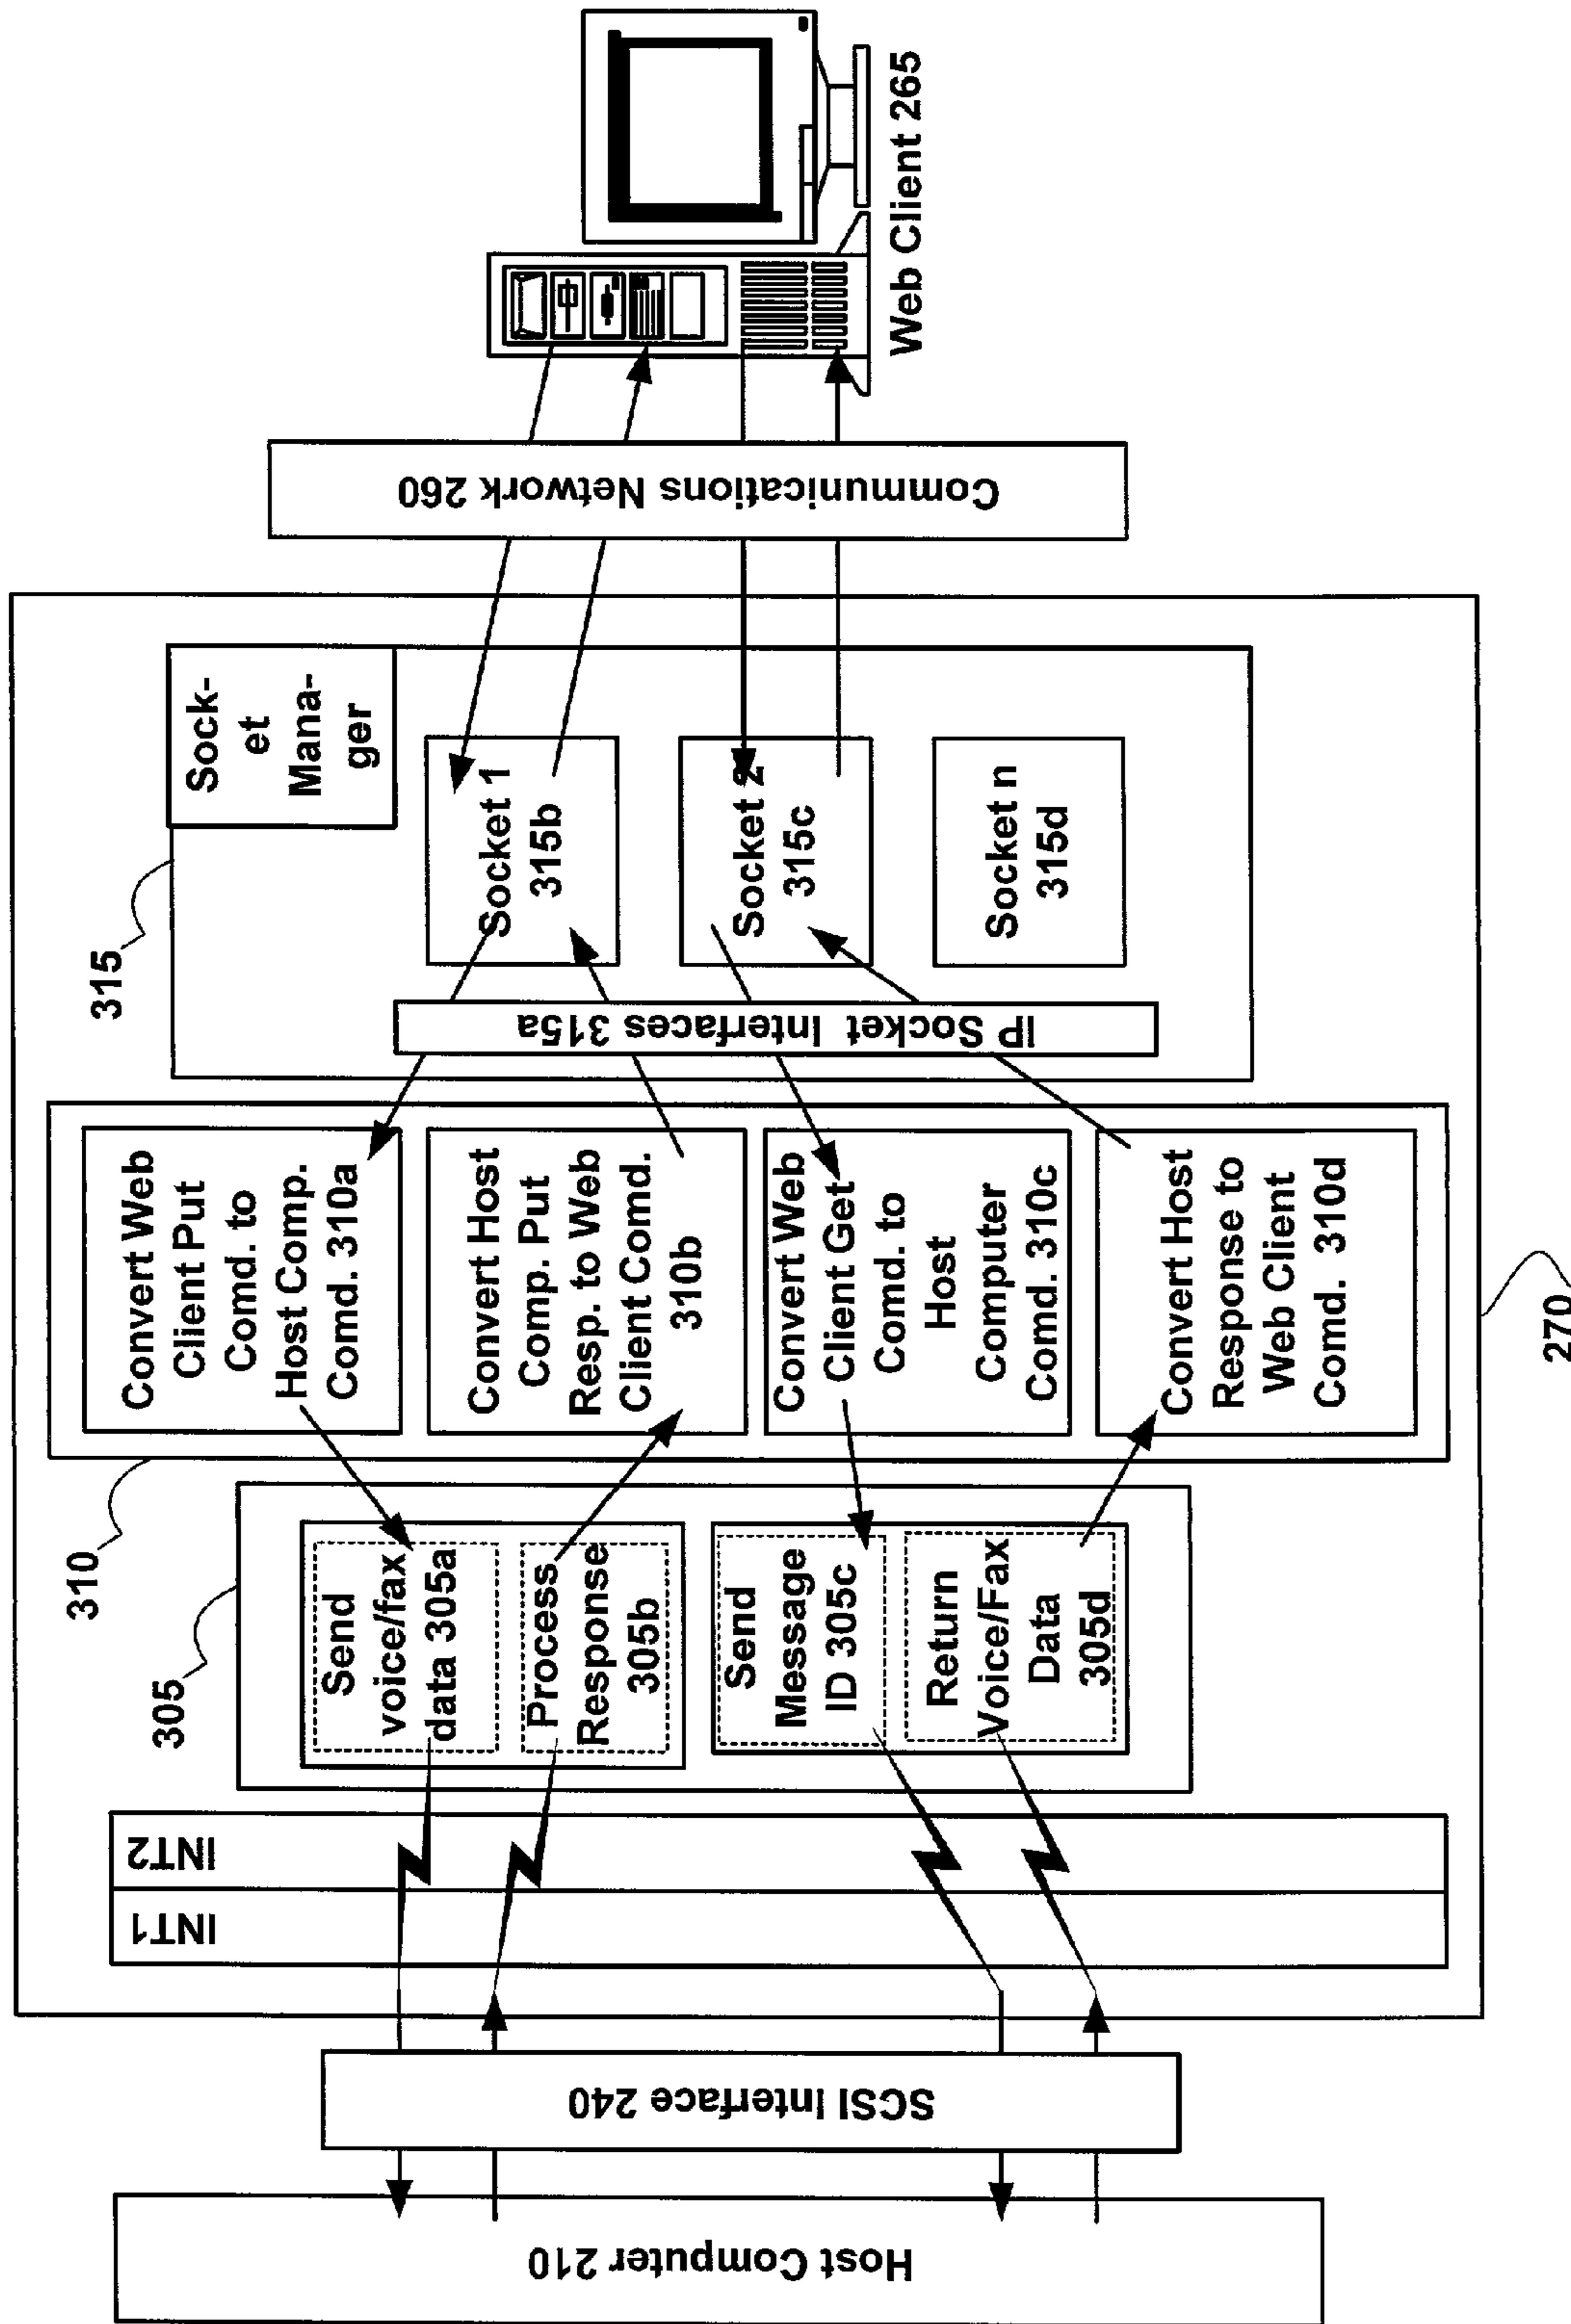 Host Computer 210
SCSI Interface 240
INT1
INT2
305
Send
voice/fax
data 305a
Process
Response
305b
Send
Message
ID 305c
Return
Voice/Fax
Data
305d
310
Convert Web
Client Put
Comd. to
Host Comp.
Comd. 310a
Convert Host
Comp. Put
Resp. to Web
Client Comd.
310b
Convert Web
Client Get
Comd. to
Host
Computer
Comd. 310c
Convert Host
Response to
Web Client
Comd. 310d
315
IP Socket Interfaces 315a
Sock-
et
Mana-
ger
Socket 1
315b
Socket 2
315c
Socket n
315d
Communications Network 260
Web Client 265
270